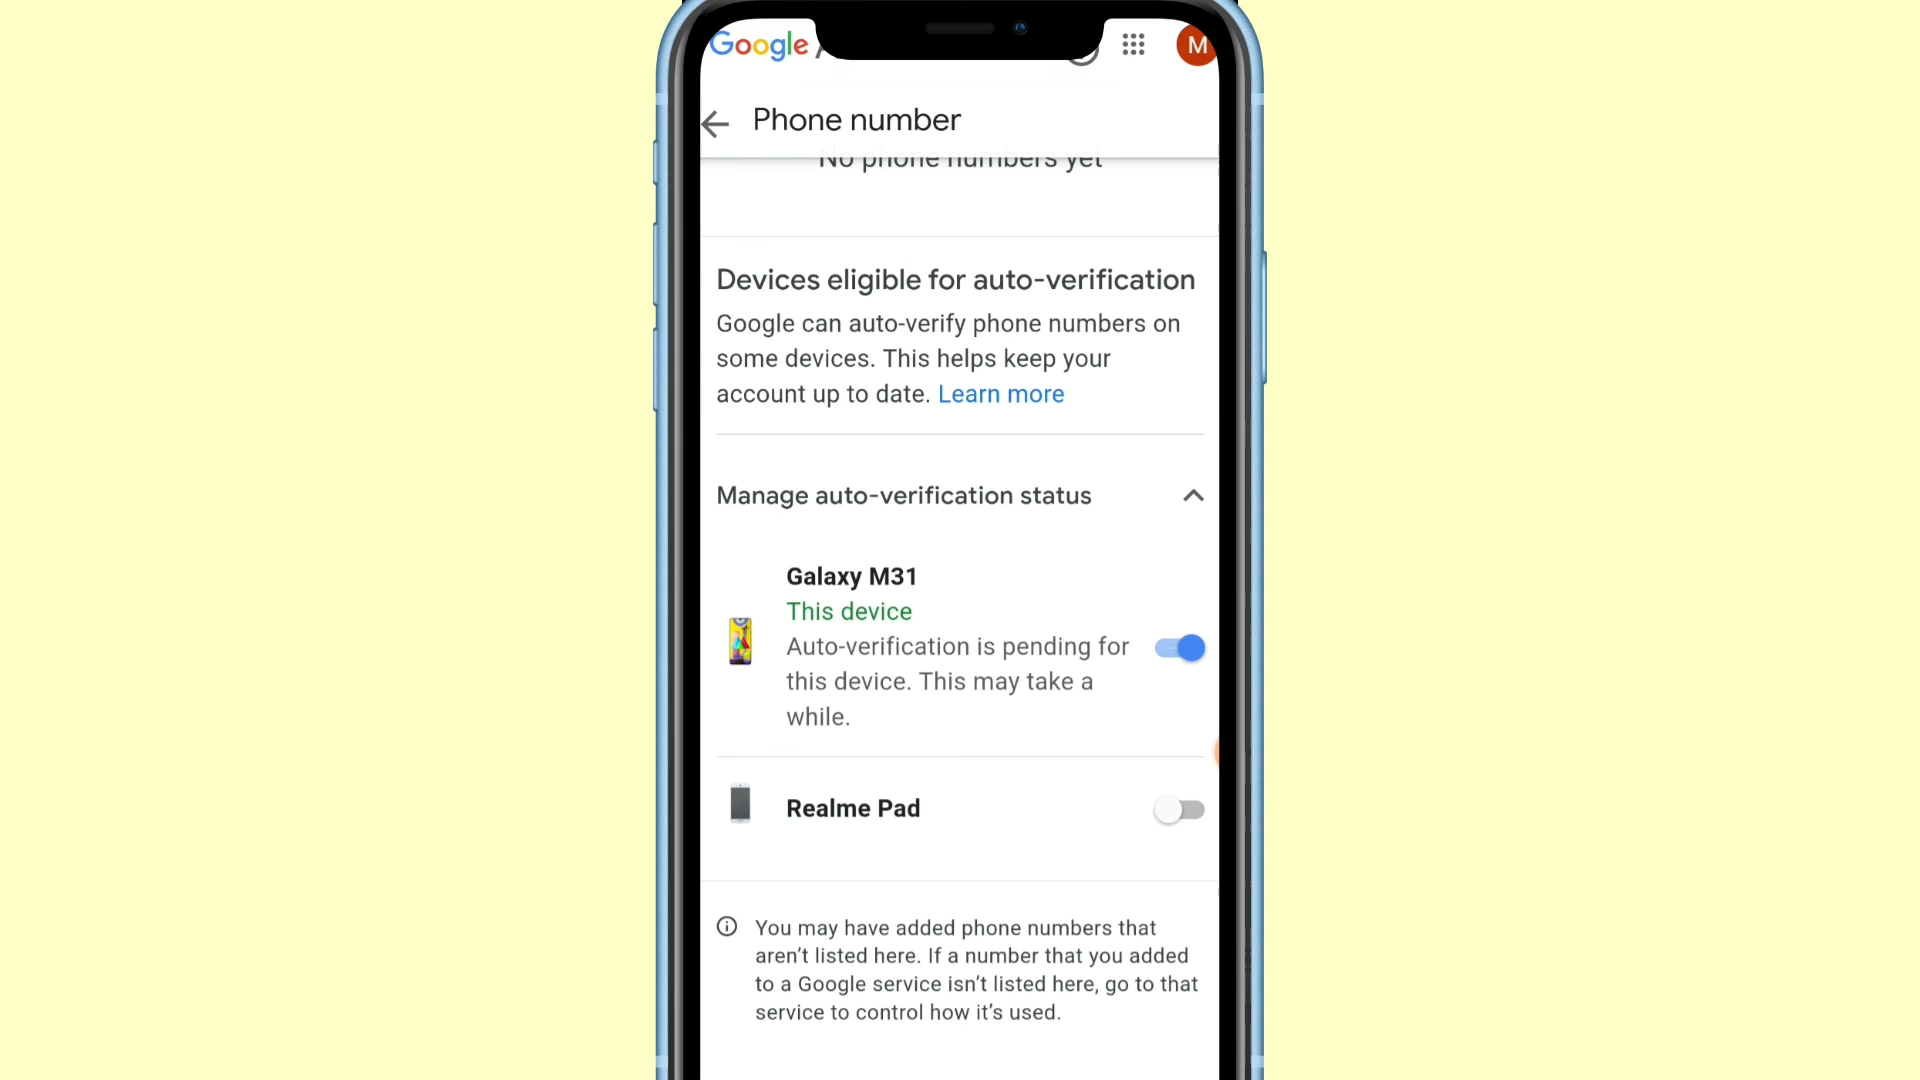 Google
M
Phone number
No phone numbers yet
Devices eligible for auto-verification
Google can auto-verify phone numbers on
some devices. This helps keep your
account up to date. Learn more
Manage auto-verification status
Galaxy M31
This device
Auto-verification is pending for
this device. This may take a
while.
Realme Pad
You may have added phone numbers that
aren't listed here. If a number that you added
to a Google service isn't listed here, go to that
service to control how it's used.